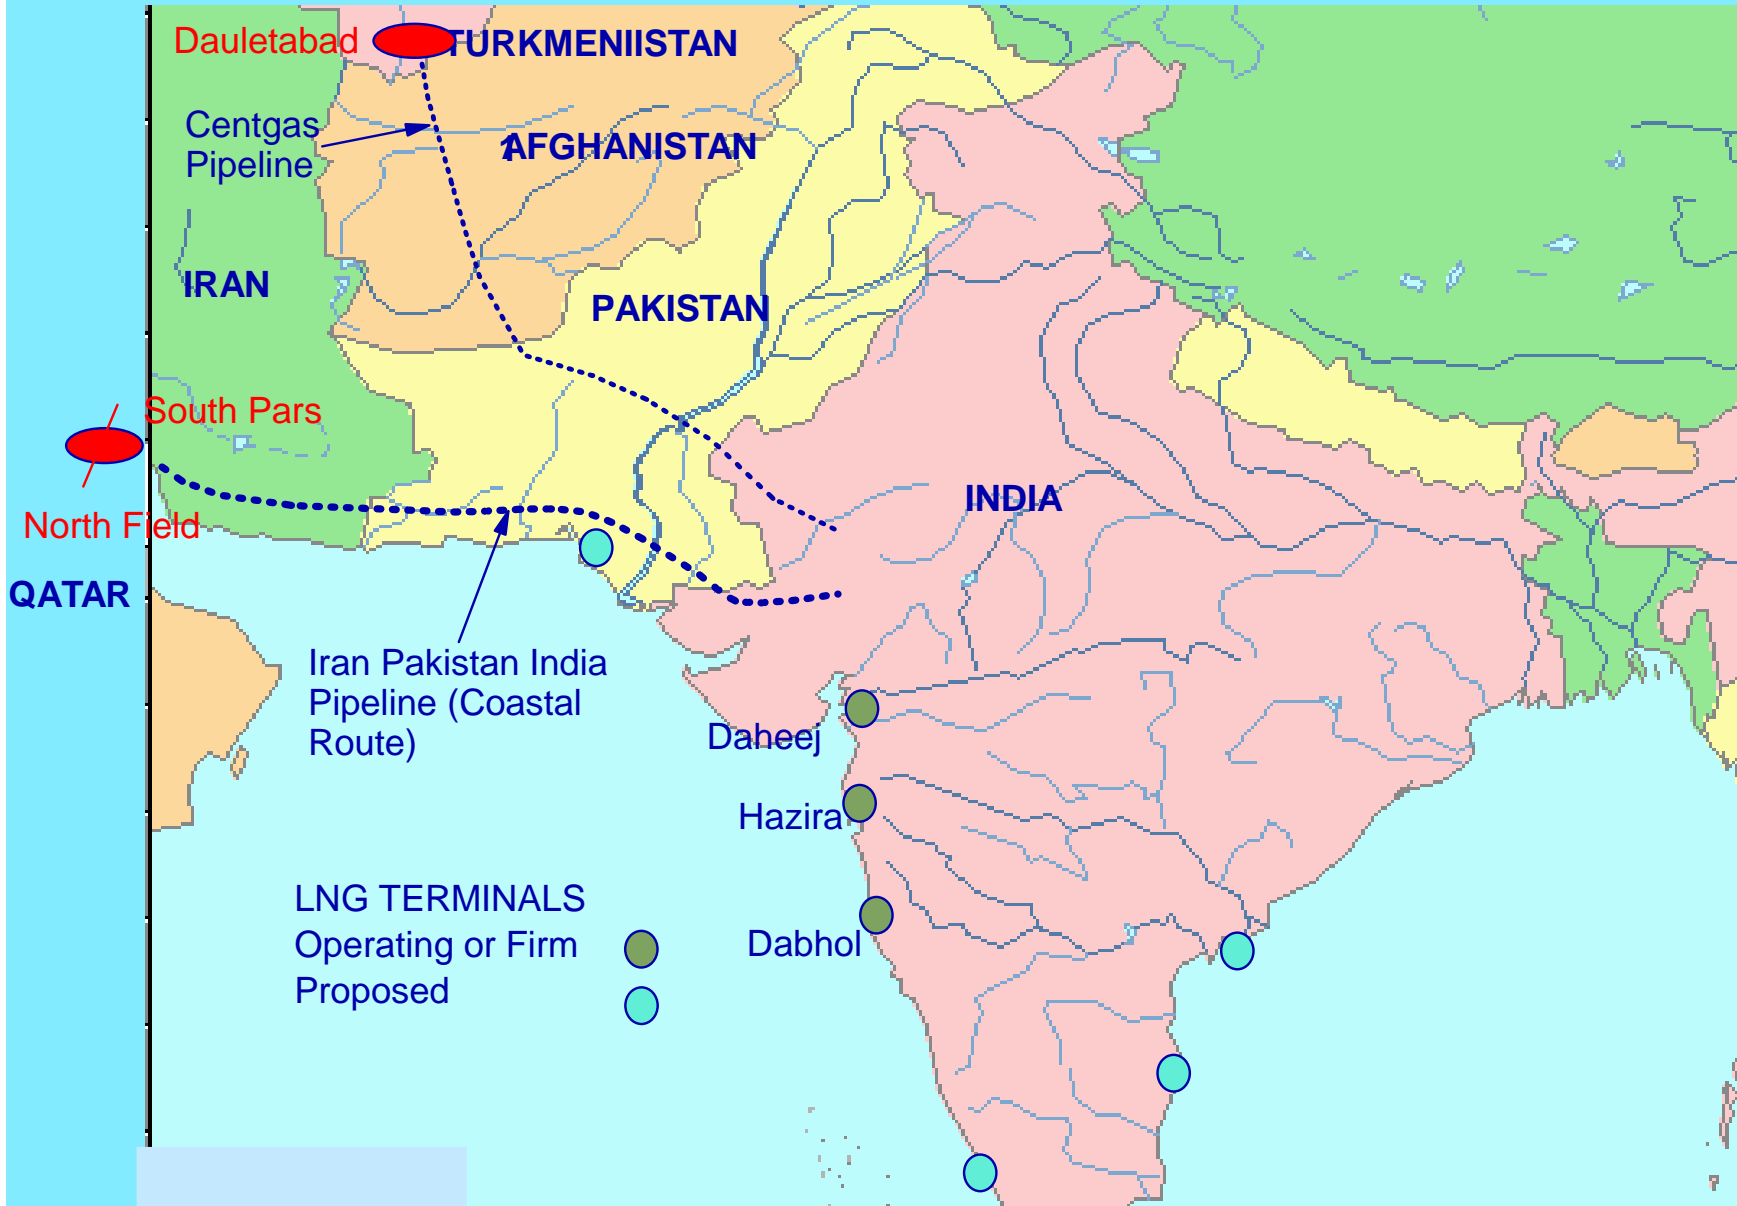 Dauletabad
TURKMENIISTAN
Centgas
Pipeline
AFGHANISTAN
IRAN
PAKISTAN
South Pars
INDIA
North Field
QATAR
Iran Pakistan India
Pipeline (Coastal
Route)
Daheej
Hazira
LNG TERMINALS
Operating or Firm
Dabhol
Proposed